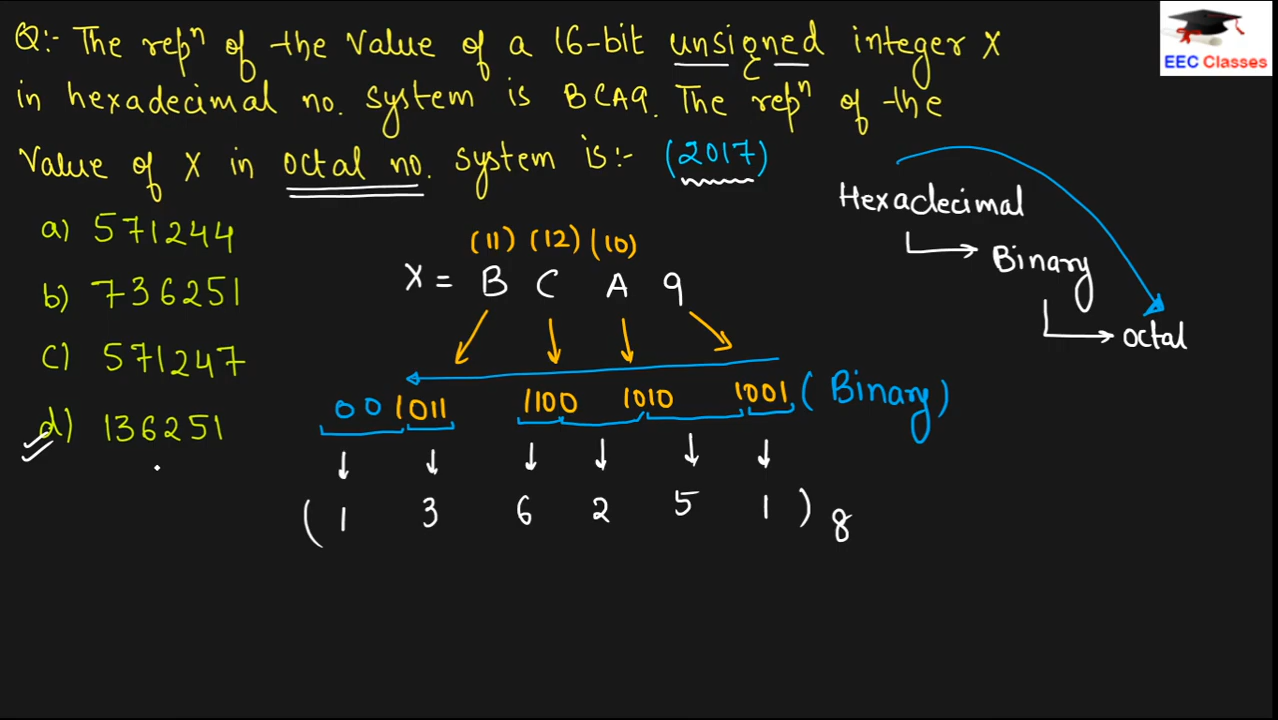 Q:- The repⁿ of the value of a 16-bit unsigned integer X
in hexadecimal no. system is BCA9. The repⁿ of the
value of X in octal no. system is:- (2017)
EEC Classes
a) 571244
b) 736251
c) 571247
d) 136251
Hexadecimal
Binary
octal
(11) (12) (10)
X = B C A 9
00 1011 1100 1010 1001 (Binary)
(1 3 6 2 5 1)8